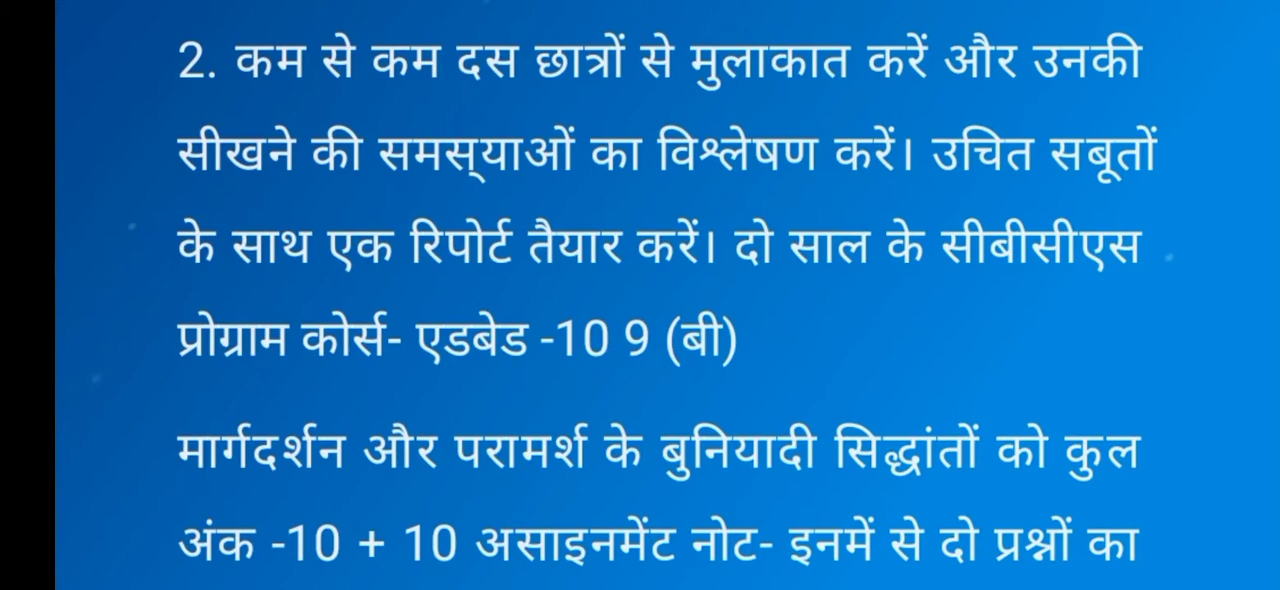 2. कम से कम दस छात्रों से मुलाकात करें और उनकी
सीखने की समस्‌याओं का विश्लेषण करें। उचित सबूतों
के साथ एक रिपोर्ट तैयार करें। दो साल के सीबीसीएस
प्रोग्राम कोर्स- एडबेड -10 9 (बी)
मार्गदर्शन और परामर्श के बुनियादी सिद्धांतों को कुल
अंक -10 + 10 असाइनमेंट नोट- इनमें से दो प्रश्नों का